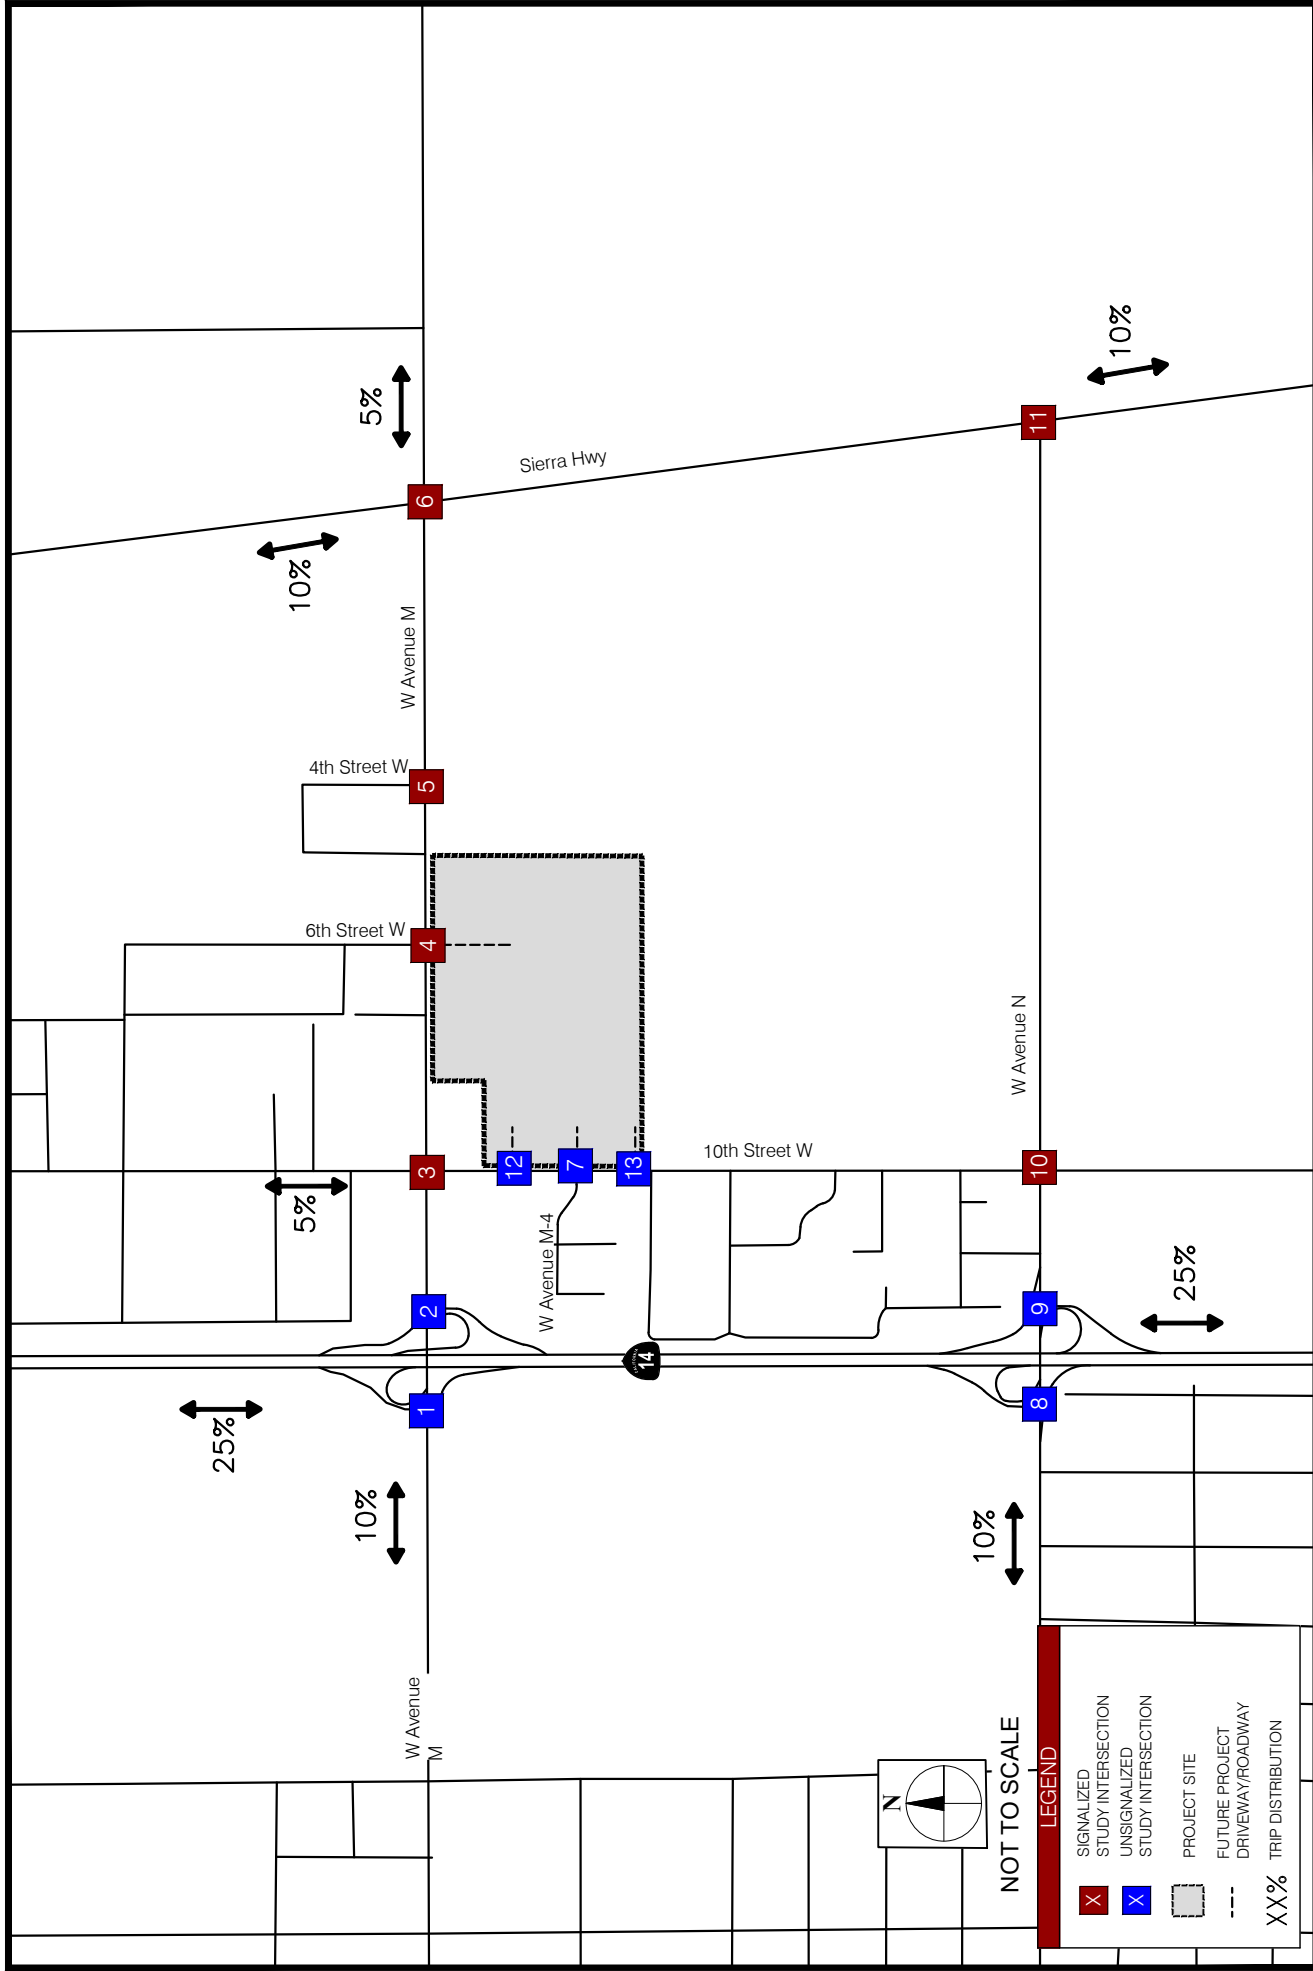 25%
5%
10%
6th Street W
4th Street W
10%
5%
W Avenue
M
W Avenue M
1
2
3
4
5
6
W Avenue M-4
12
7
13
Sierra Hwy
14
10th Street W
N
10%
NOT TO SCALE
W Avenue N
8
9
10
11
10%
25%
LEGEND
X SIGNALIZED
STUDY INTERSECTION
X UNSIGNALIZED
STUDY INTERSECTION
PROJECT SITE
FUTURE PROJECT
DRIVEWAY/ROADWAY
XX% TRIP DISTRIBUTION